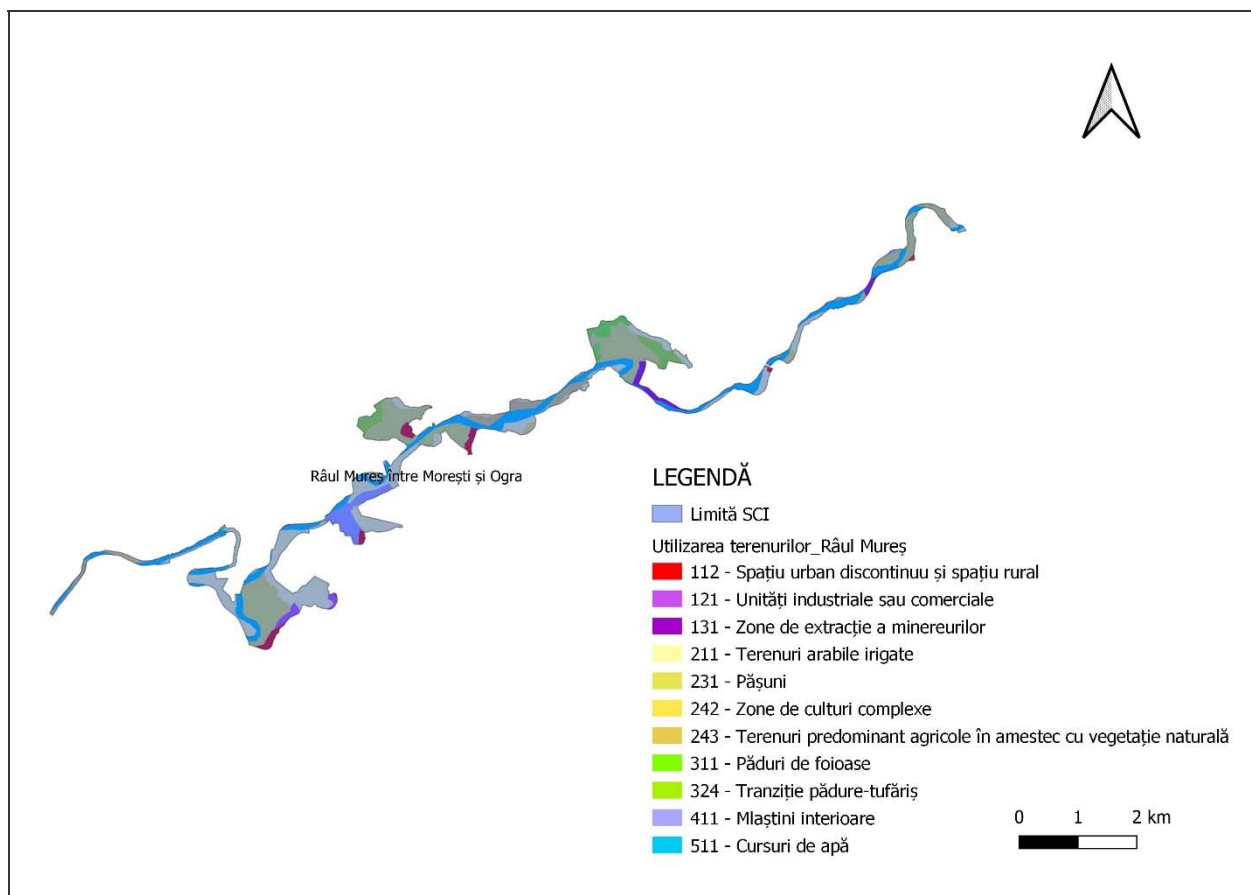 Râul Mureș între Morești și Ogra
LEGENDĂ
Limită SCI
Utilizarea terenurilor_Râul Mureș
112 - Spațiu urban discontinuu și spațiu rural
121 - Unități industriale sau comerciale
131 - Zone de extracție a minereurilor
211 - Terenuri arabile irigate
231 - Pășuni
242 - Zone de culturi complexe
243 - Terenuri predominant agricole în amestec cu vegetație naturală
311 - Păduri de foioase
324 - Tranziție pădure-tufăriș
411 - Mlaștini interioare
511 - Cursuri de apă
0 1 2 km